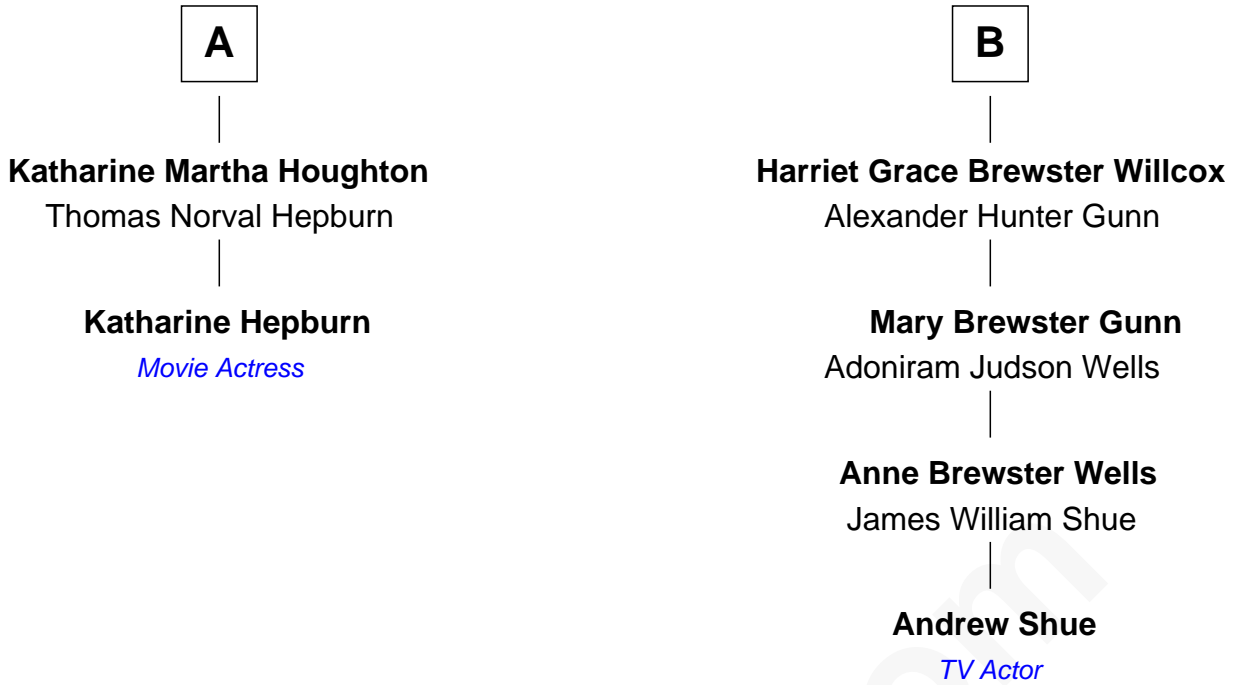 A
Katharine Martha Houghton
Thomas Norval Hepburn
Katharine Hepburn
Movie Actress
B
Harriet Grace Brewster Willcox
Alexander Hunter Gunn
Mary Brewster Gunn
Adoniram Judson Wells
Anne Brewster Wells
James William Shue
Andrew Shue
TV Actor